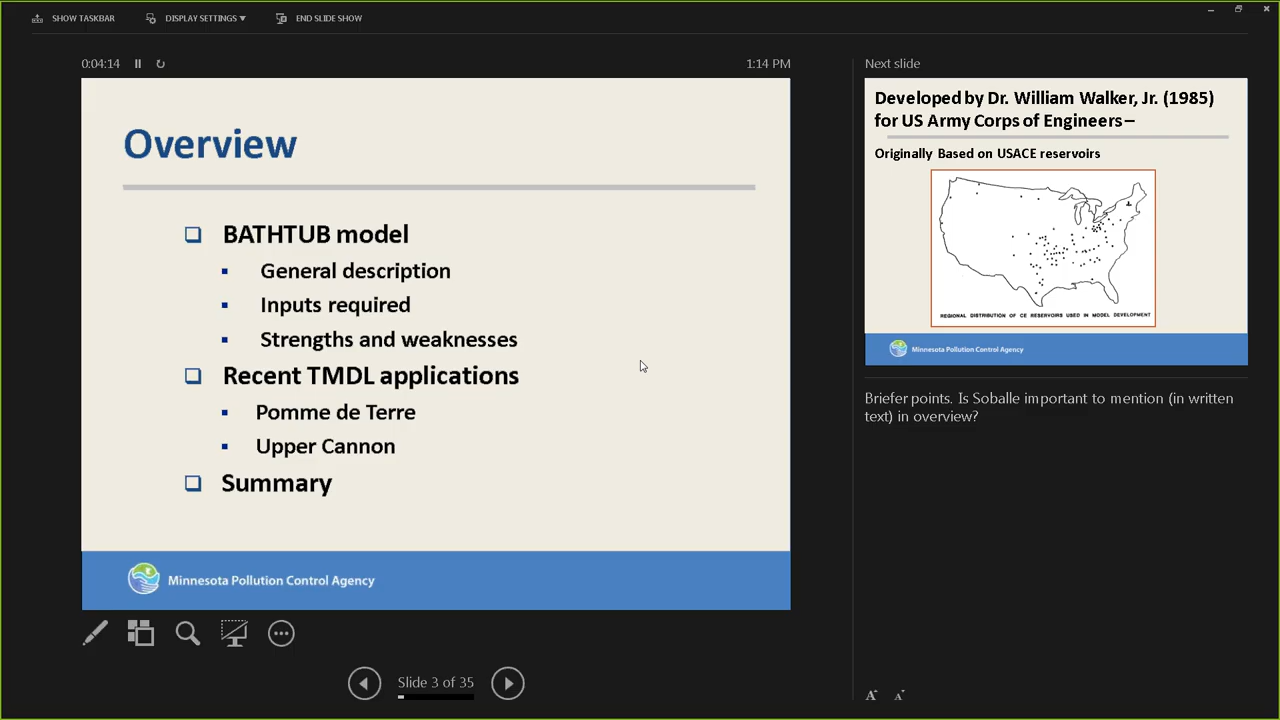 SHOW TASKBAR
DISPLAY SETTINGS
END SLIDE SHOW
0:04:14
1:14 PM
Overview
BATHTUB model
General description
Inputs required
Strengths and weaknesses
Recent TMDL applications
Pomme de Terre
Upper Cannon
Summary
Minnesota Pollution Control Agency
Slide 3 of 35
Next slide
Developed by Dr. William Walker, Jr. (1985)
for US Army Corps of Engineers –
Originally Based on USACE reservoirs
REGIONAL DISTRIBUTION OF CE RESERVOIRS USED IN MODEL DEVELOPMENT
Minnesota Pollution Control Agency
Briefer points. Is Soballe important to mention (in written
text) in overview?
A A